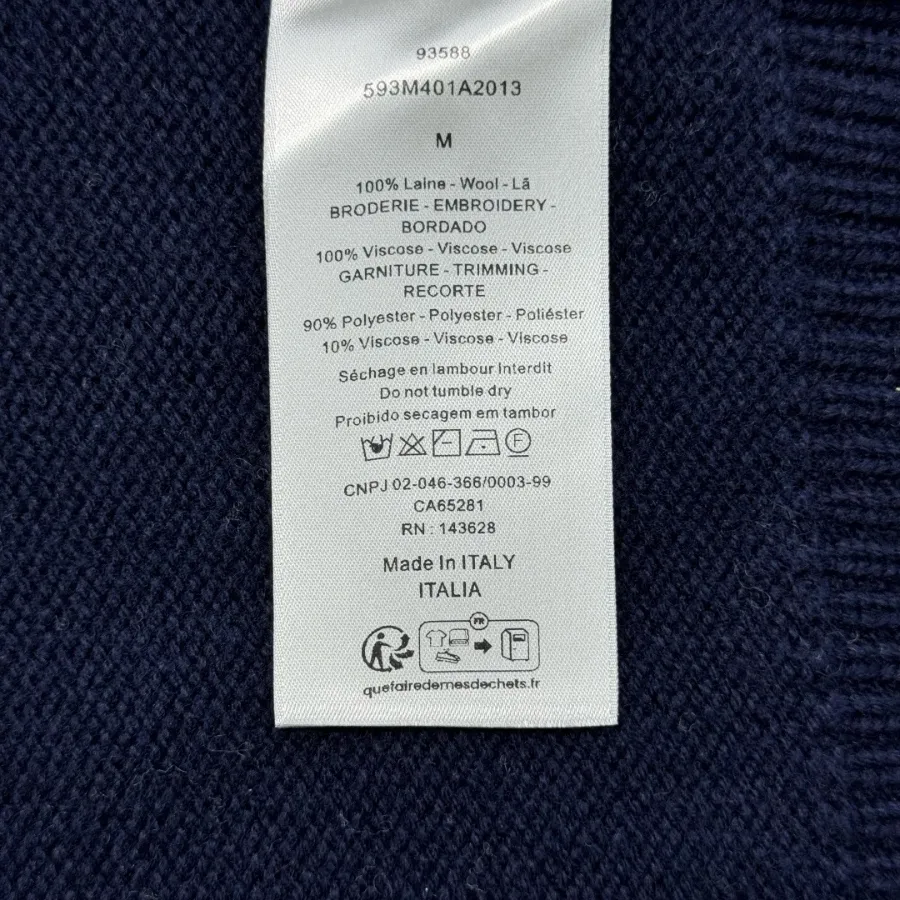 93588
593M401A2013
M
100% Laine - Wool - Lã
BRODERIE - EMBROIDERY -
BORDADO
100% Viscose - Viscose - Viscose
GARNITURE - TRIMMING -
RECORTE
90% Polyester - Polyester - Poliéster
10% Viscose - Viscose - Viscose
Séchage en tambour Interdit
Do not tumble dry
Proibido secagem em tambor
F
CNPJ 02-046-366/0003-99
CA65281
RN : 143628
Made In ITALY
ITALIA
FR
quefairedemesdechets.fr